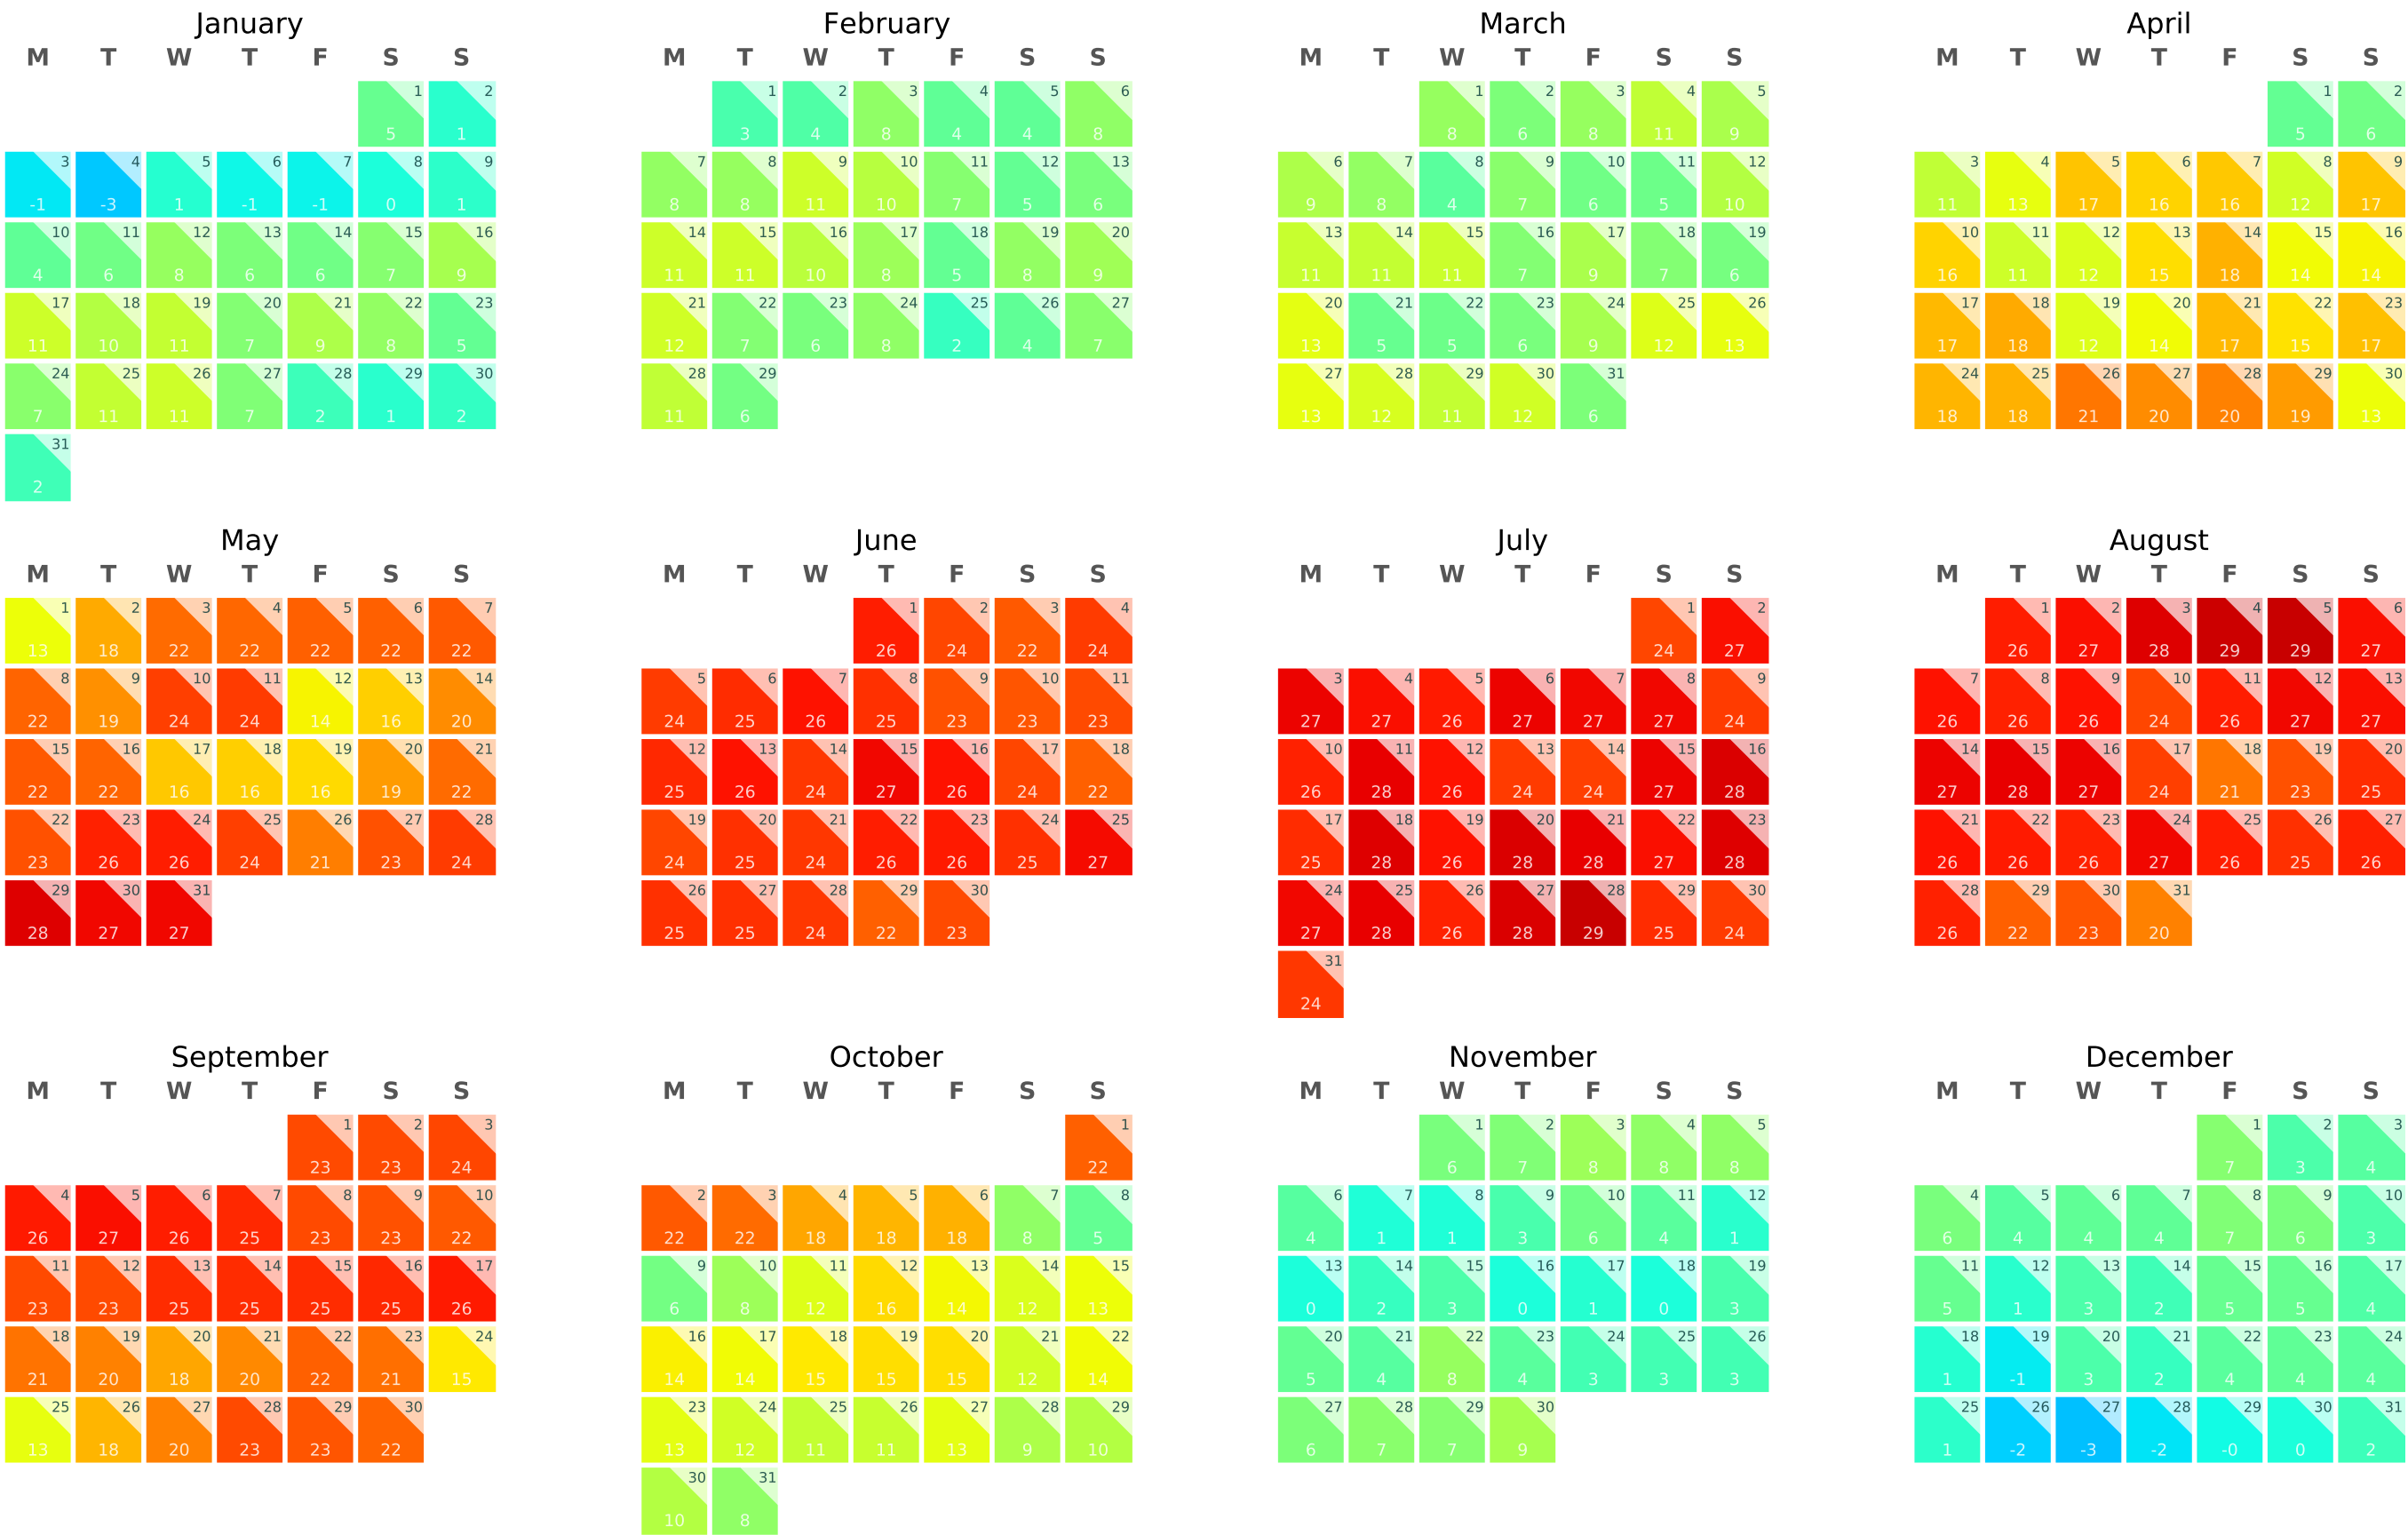 January February March April
M T W T F S S M T W T F S S M T W T F S S M T W T F S S
1 2 1 2 3 4 5 6 1 2 3 4 5 1 2
5 1 3 4 8 4 4 8 8 6 8 11 9 5 6
3 4 5 6 7 8 9 7 8 9 10 11 12 13 6 7 8 9 10 11 12 3 4 5 6 7 8 9
-1 -3 1 -1 -1 0 1 8 8 11 10 7 5 6 9 8 4 7 6 5 10 11 13 17 16 16 12 17
10 11 12 13 14 15 16 14 15 16 17 18 19 20 13 14 15 16 17 18 19 10 11 12 13 14 15 16
4 6 8 6 6 7 9 11 11 10 8 5 8 9 11 11 11 7 9 7 6 16 11 12 15 18 14 14
17 18 19 20 21 22 23 21 22 23 24 25 26 27 20 21 22 23 24 25 26 17 18 19 20 21 22 23
11 10 11 7 9 8 5 12 7 6 8 2 4 7 13 5 5 6 9 12 13 17 18 12 14 17 15 17
24 25 26 27 28 29 30 28 29 27 28 29 30 31 24 25 26 27 28 29 30
7 11 11 7 2 1 2 11 6 13 12 11 12 6 18 18 21 20 20 19 13
31
2
May June July August
M T W T F S S M T W T F S S M T W T F S S M T W T F S S
1 2 3 4 5 6 7 1 2 3 4 1 2 1 2 3 4 5 6
13 18 22 22 22 22 22 26 24 22 24 24 27 26 27 28 29 29 27
8 9 10 11 12 13 14 5 6 7 8 9 10 11 3 4 5 6 7 8 9 7 8 9 10 11 12 13
22 19 24 24 14 16 20 24 25 26 25 23 23 23 27 27 26 27 27 27 24 26 26 26 24 26 27 27
15 16 17 18 19 20 21 12 13 14 15 16 17 18 10 11 12 13 14 15 16 14 15 16 17 18 19 20
22 22 16 16 16 19 22 25 26 24 27 26 24 22 26 28 26 24 24 27 28 27 28 27 24 21 23 25
22 23 24 25 26 27 28 19 20 21 22 23 24 25 17 18 19 20 21 22 23 21 22 23 24 25 26 27
23 26 26 24 21 23 24 24 25 24 26 26 25 27 25 28 26 28 28 27 28 26 26 26 27 26 25 26
29 30 31 26 27 28 29 30 24 25 26 27 28 29 30 28 29 30 31
28 27 27 25 25 24 22 23 27 28 26 28 29 25 24 26 22 23 20
31
24
September October November December
M T W T F S S M T W T F S S M T W T F S S M T W T F S S
1 2 3 1 1 2 3 4 5 1 2 3
23 23 24 22 6 7 8 8 8 7 3 4
4 5 6 7 8 9 10 2 3 4 5 6 7 8 6 7 8 9 10 11 12 4 5 6 7 8 9 10
26 27 26 25 23 23 22 22 22 18 18 18 8 5 4 1 1 3 6 4 1 6 4 4 4 7 6 3
11 12 13 14 15 16 17 9 10 11 12 13 14 15 13 14 15 16 17 18 19 11 12 13 14 15 16 17
23 23 25 25 25 25 26 6 8 12 16 14 12 13 0 2 3 0 1 0 3 5 1 3 2 5 5 4
18 19 20 21 22 23 24 16 17 18 19 20 21 22 20 21 22 23 24 25 26 18 19 20 21 22 23 24
21 20 18 20 22 21 15 14 14 15 15 15 12 14 5 4 8 4 3 3 3 1 -1 3 2 4 4 4
25 26 27 28 29 30 23 24 25 26 27 28 29 27 28 29 30 25 26 27 28 29 30 31
13 18 20 23 23 22 13 12 11 11 13 9 10 6 7 7 9 1 -2 -3 -2 -0 0 2
30 31
10 8